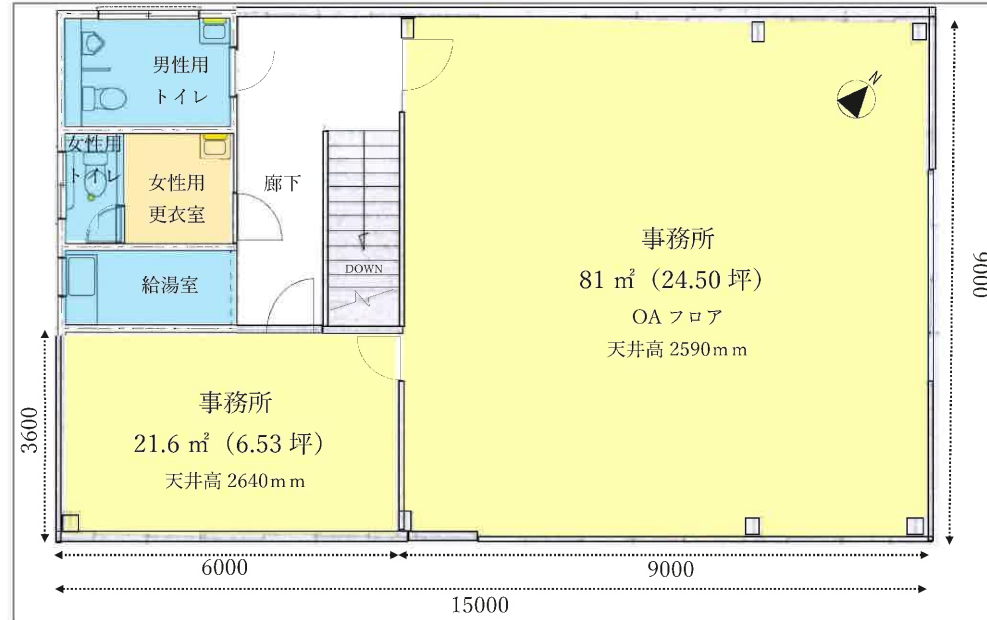 男性用
トイレ
女性用
トイレ
女性用
更衣室
給湯室
廊下
DOWN
N
事務所
81 ㎡（24.50 坪）
OA フロア
天井高 2590mm
事務所
21.6 ㎡（6.53 坪）
天井高 2640mm
3600
9000
6000
9000
15000